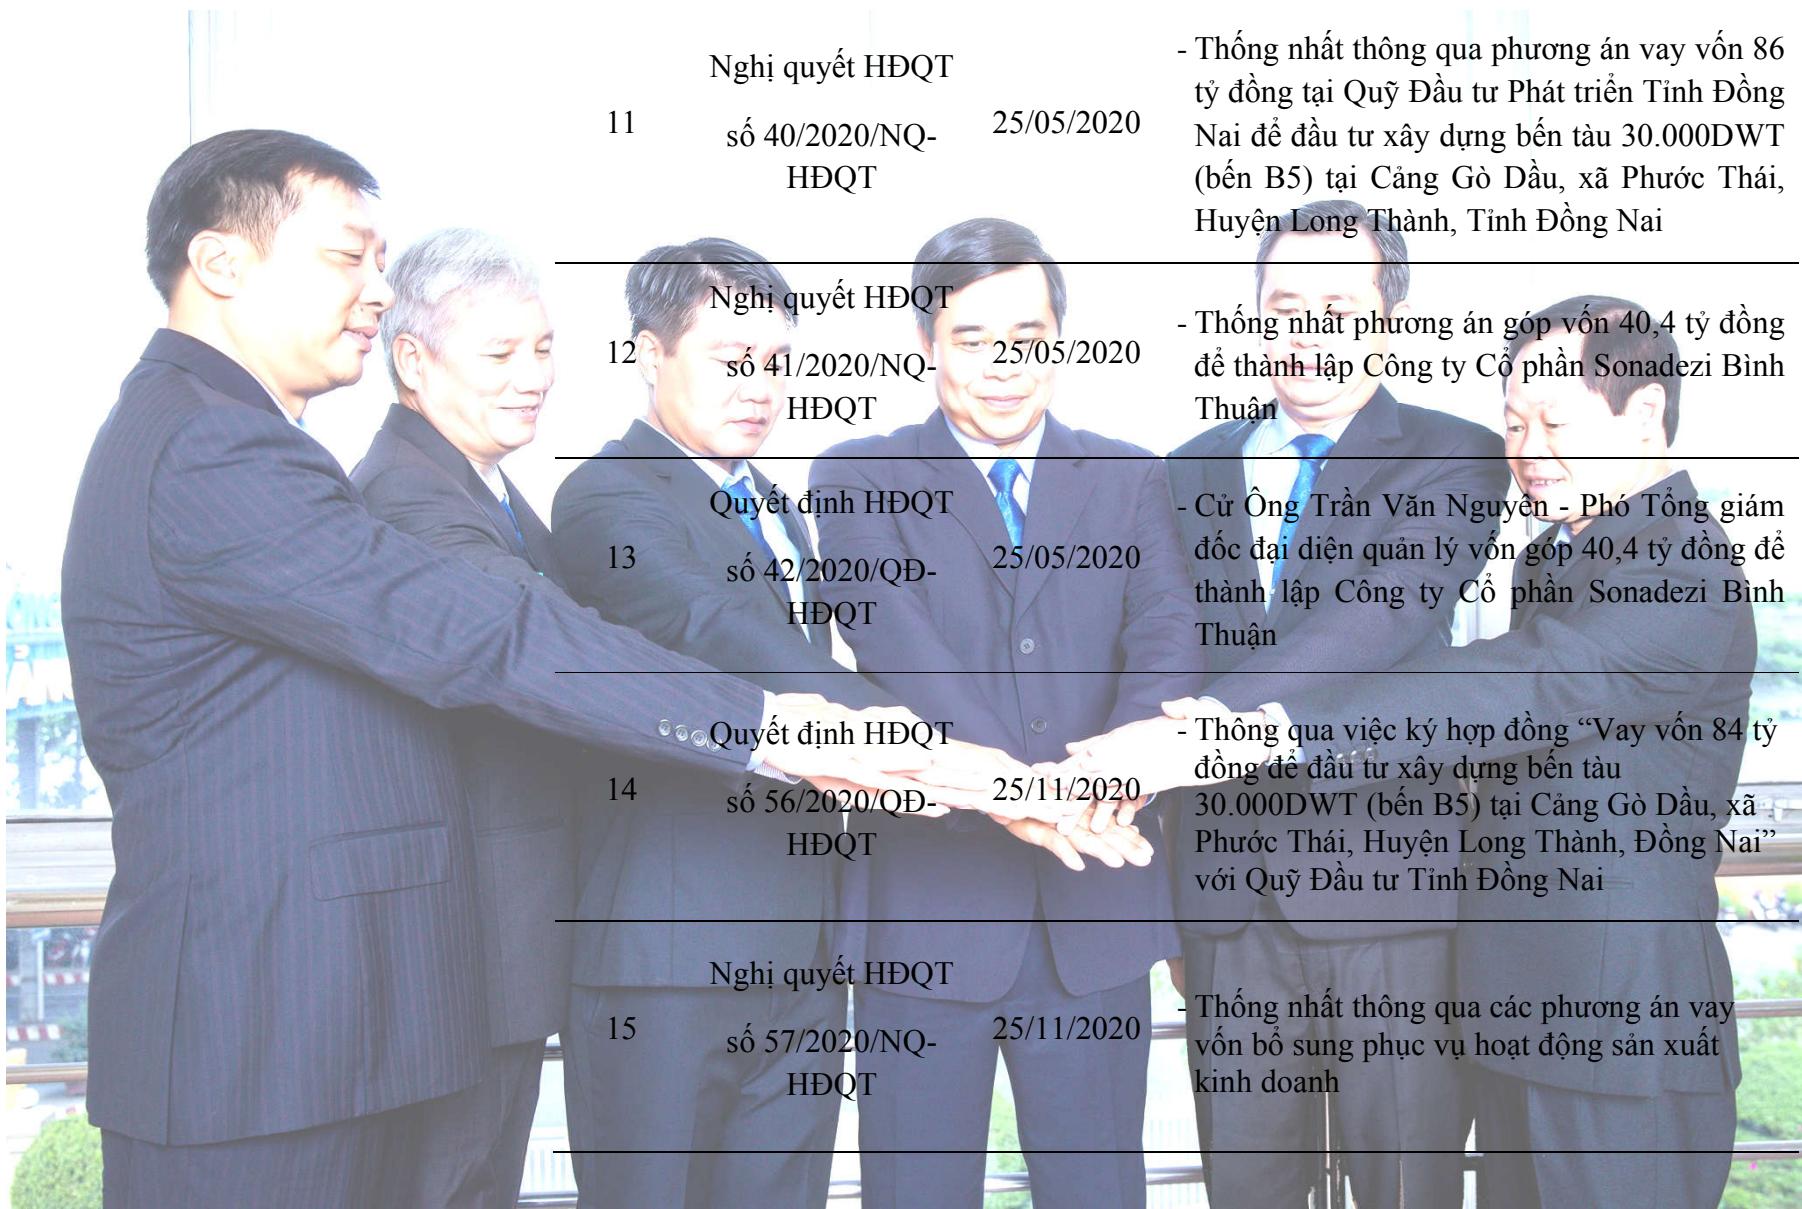 11
Nghị quyết HĐQT
số 40/2020/NQ-
HĐQT
25/05/2020
- Thống nhất thông qua phương án vay vốn 86
tỷ đồng tại Quỹ Đầu tư Phát triển Tỉnh Đồng
Nai để đầu tư xây dựng bến tàu 30.000DWT
(bến B5) tại Cảng Gò Dầu, xã Phước Thái,
Huyện Long Thành, Tỉnh Đồng Nai
12
Nghị quyết HĐQT
số 41/2020/NQ-
HĐQT
25/05/2020
- Thống nhất phương án góp vốn 40,4 tỷ đồng
để thành lập Công ty Cổ phần Sonadezi Bình
Thuận
13
Quyết định HĐQT
số 42/2020/QĐ-
HĐQT
25/05/2020
- Cử Ông Trần Văn Nguyên - Phó Tổng giám
đốc đại diện quản lý vốn góp 40,4 tỷ đồng để
thành lập Công ty Cổ phần Sonadezi Bình
Thuận
14
Quyết định HĐQT
số 56/2020/QĐ-
HĐQT
25/11/2020
- Thông qua việc ký hợp đồng “Vay vốn 84 tỷ
đồng để đầu tư xây dựng bến tàu
30.000DWT (bến B5) tại Cảng Gò Dầu, xã
Phước Thái, Huyện Long Thành, Đồng Nai”
với Quỹ Đầu tư Tỉnh Đồng Nai
15
Nghị quyết HĐQT
số 57/2020/NQ-
HĐQT
25/11/2020
- Thống nhất thông qua các phương án vay
vốn bổ sung phục vụ hoạt động sản xuất
kinh doanh